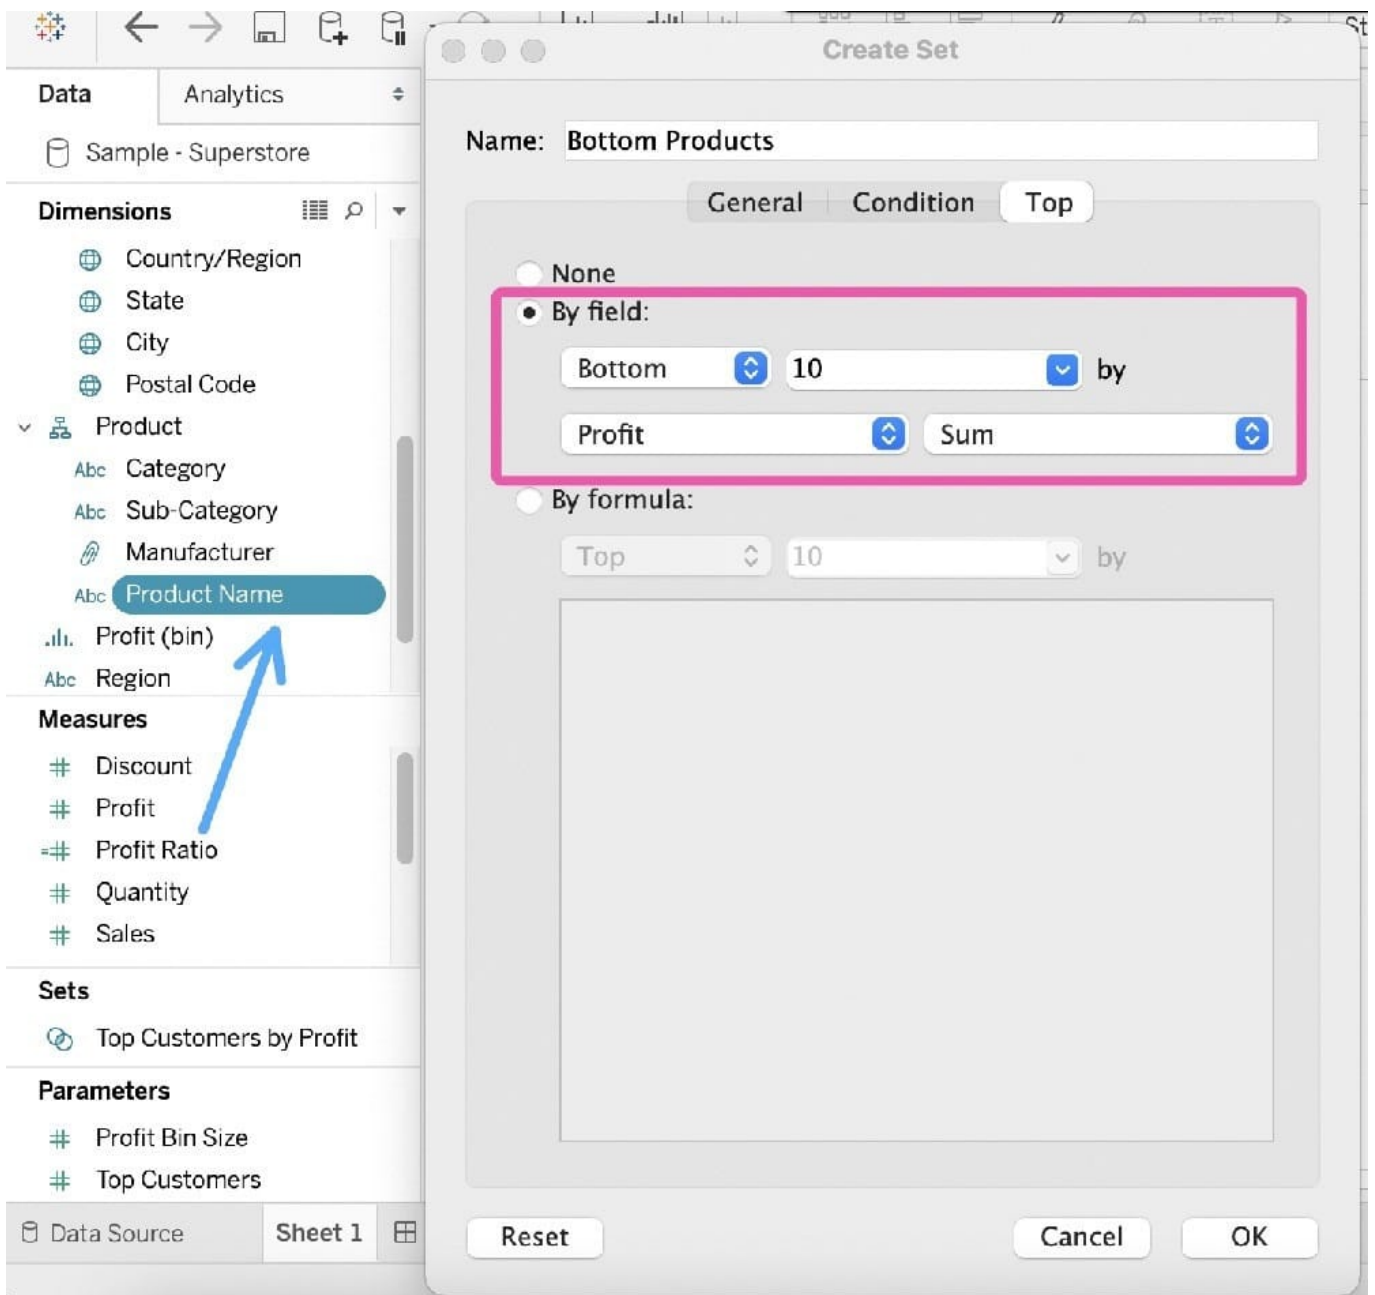 St
Create Set
Data
Analytics
Sample - Superstore
Dimensions
Country/Region
State
City
Postal Code
Product
Abc Category
Abc Sub-Category
Manufacturer
Abc Product Name
Profit (bin)
Abc Region
Measures
# Discount
# Profit
=# Profit Ratio
# Quantity
# Sales
Sets
Top Customers by Profit
Parameters
# Profit Bin Size
# Top Customers
Data Source
Sheet 1
Name: Bottom Products
General Condition Top
None
By field:
Bottom 10 by
Profit Sum
By formula:
Top 10 by
Reset Cancel OK